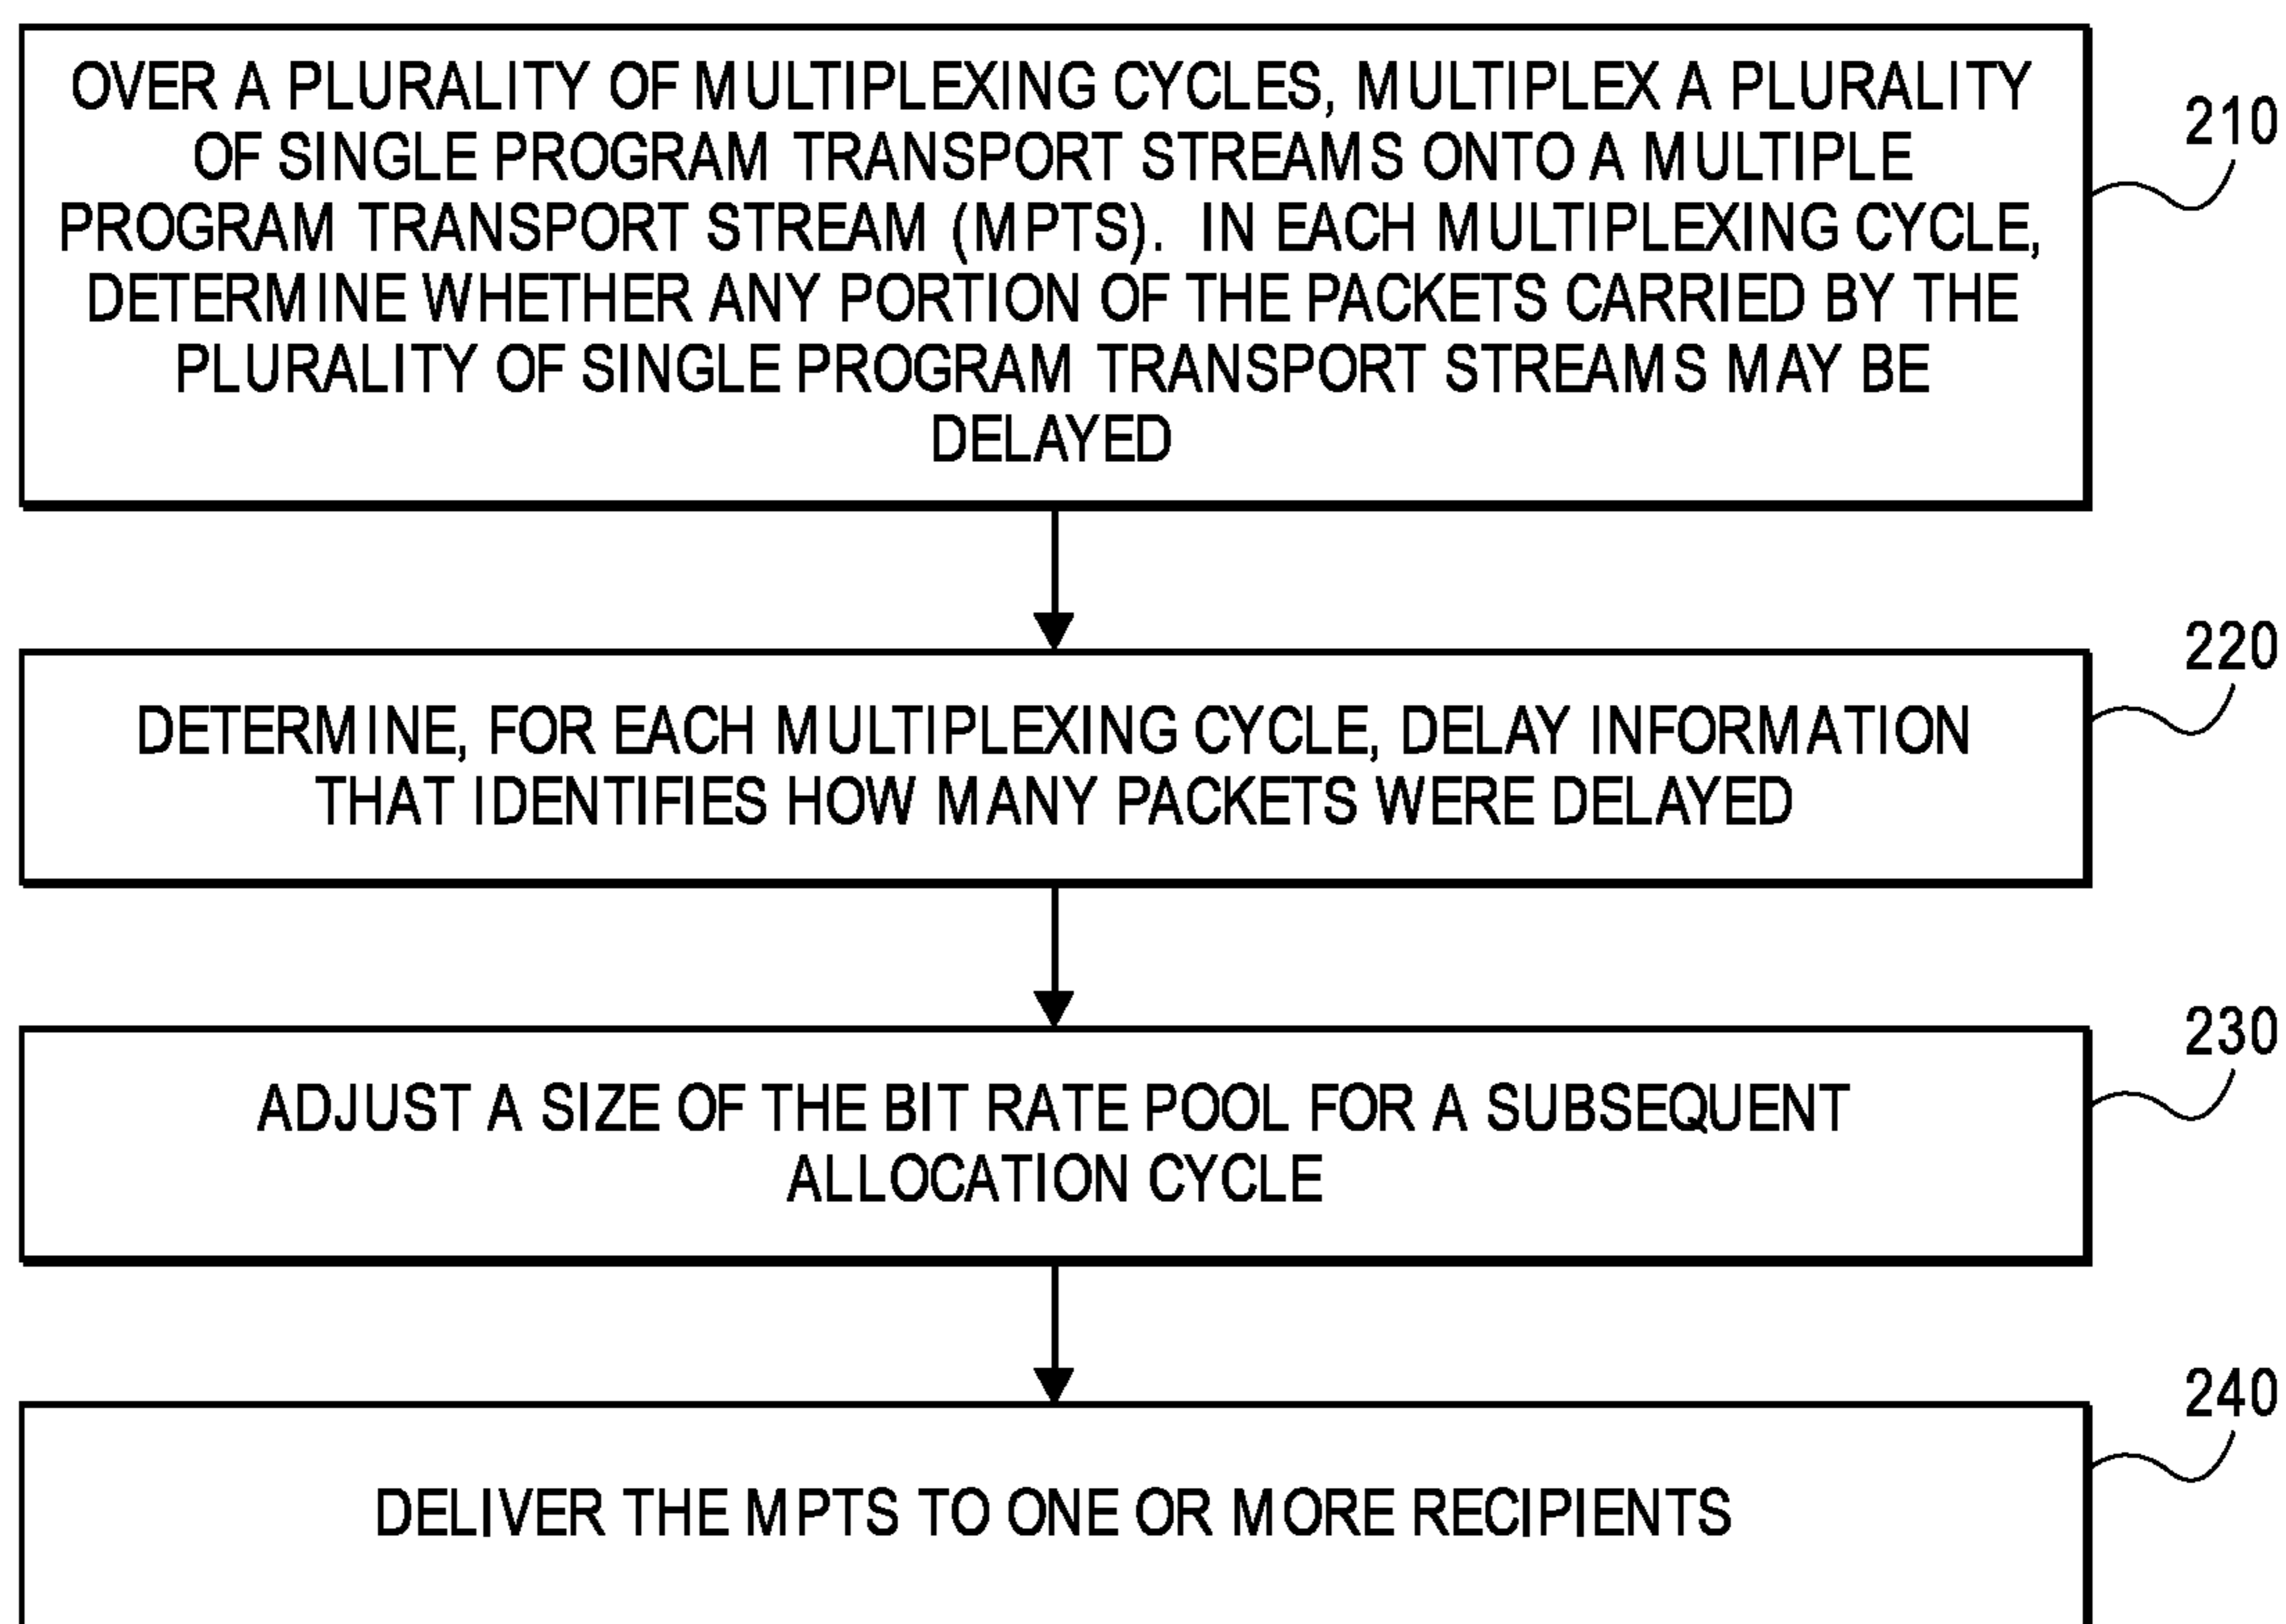 OVER A PLURALITY OF MULTIPLEXING CYCLES, MULTIPLEX A PLURALITY
OF SINGLE PROGRAM TRANSPORT STREAMS ONTO A MULTIPLE
PROGRAM TRANSPORT STREAM (MPTS). IN EACH MULTIPLEXING CYCLE,
DETERMINE WHETHER ANY PORTION OF THE PACKETS CARRIED BY THE
PLURALITY OF SINGLE PROGRAM TRANSPORT STREAMS MAY BE
DELAYED
210
220
DETERMINE, FOR EACH MULTIPLEXING CYCLE, DELAY INFORMATION
THAT IDENTIFIES HOW MANY PACKETS WERE DELAYED
230
ADJUST A SIZE OF THE BIT RATE POOL FOR A SUBSEQUENT
ALLOCATION CYCLE
240
DELIVER THE MPTS TO ONE OR MORE RECIPIENTS